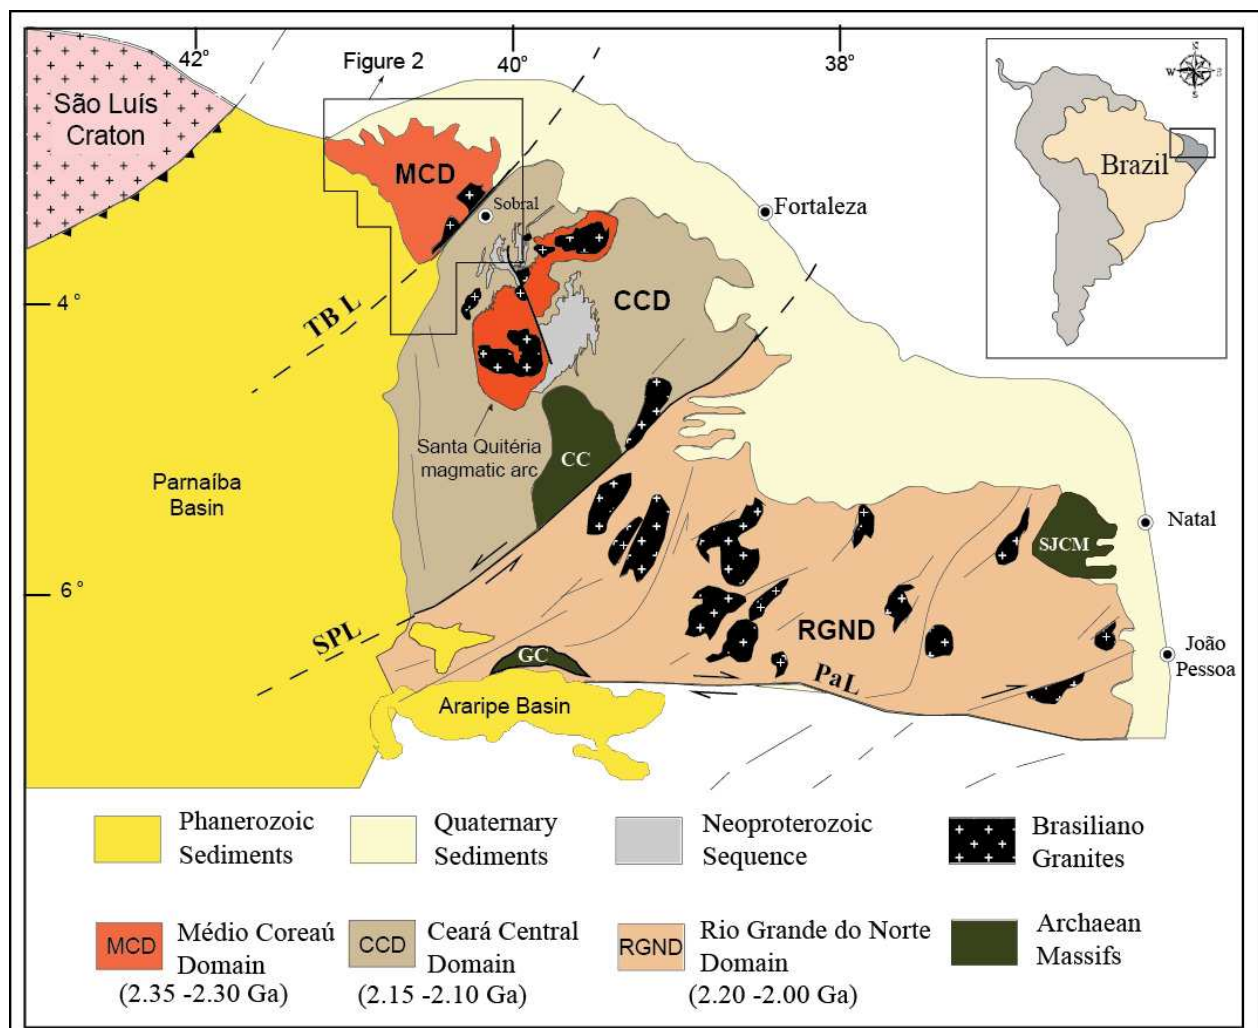 42°
40°
38°
Figure 2
São Luís
Craton
N
W
E
S
Brazil
MCD
Sobral
Fortaleza
CCD
4°
TB L
Santa Quitéria
magmatic arc
CC
Parnaíba
Basin
Natal
SJCM
6°
SPL
RGND
GC
PaL
João
Pessoa
Araripe Basin
Phanerozoic
Sediments
Quaternary
Sediments
Neoproterozoic
Sequence
Brasiliano
Granites
MCD
Médio Coreaú
Domain
(2.35 -2.30 Ga)
CCD
Ceará Central
Domain
(2.15 -2.10 Ga)
RGND
Rio Grande do Norte
Domain
(2.20 -2.00 Ga)
Archaean
Massifs